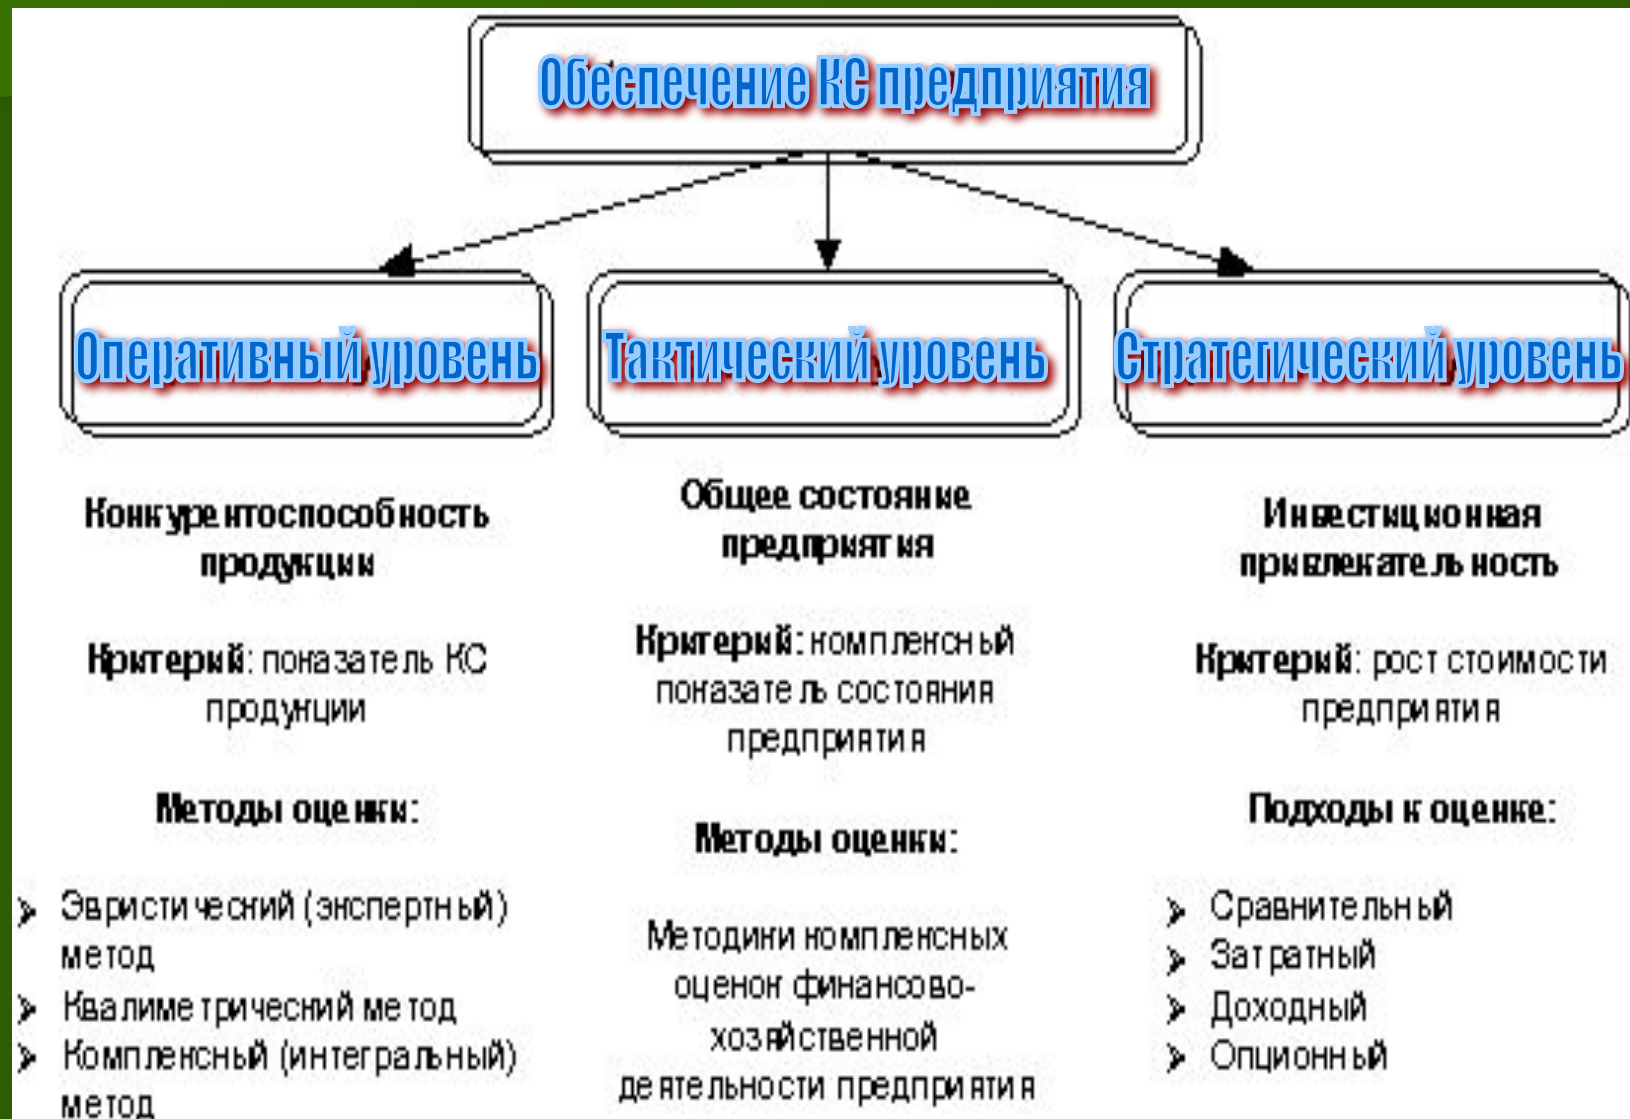 Обеспечение КС предприятия
Оперативный уровень
Конкурентоспособность
продукции
Критерий: показатель КС
продукции
Методы оценки:
➢ Эвристический (экспертный)
метод
➢ Квалиметрический метод
➢ Комплексный (интегральный)
метод
Тактический уровень
Общее состояние
предприятия
Критерий: комплексный
показатель состояния
предприятия
Методы оценки:
Методики комплексных
оценок финансово-
хозяйственной
деятельности предприятия
Стратегический уровень
Инвестиционная
привлекательность
Критерий: рост стоимости
предприятия
Подходы к оценке:
➢ Сравнительный
➢ Затратный
➢ Доходный
➢ Опционный